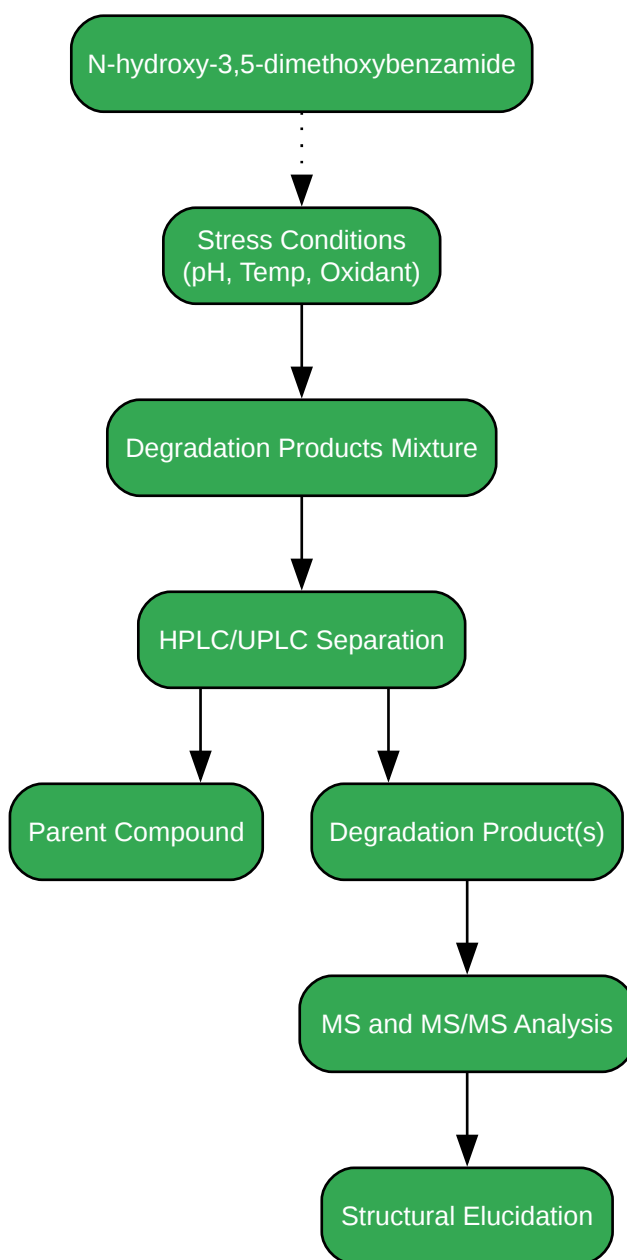 N-hydroxy-3,5-dimethoxybenzamide
Stress Conditions
(pH, Temp, Oxidant)
Degradation Products Mixture
HPLC/UPLC Separation
Parent Compound
Degradation Product(s)
MS and MS/MS Analysis
Structural Elucidation